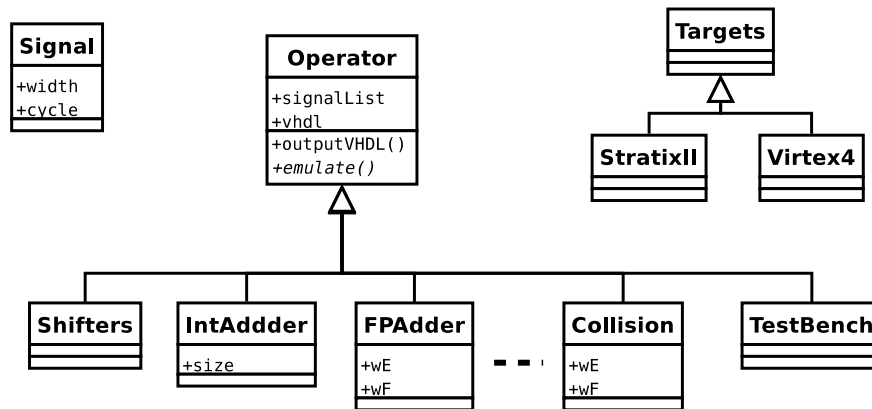 Signal
+width
+cycle
Operator
+signalList
+vhdl
+outputVHDL()
+emulate()
Targets
StratixII
Virtex4
Shifters
IntAddder
+size
FPAdder
+wE
+wF
Collision
+wE
+wF
TestBench